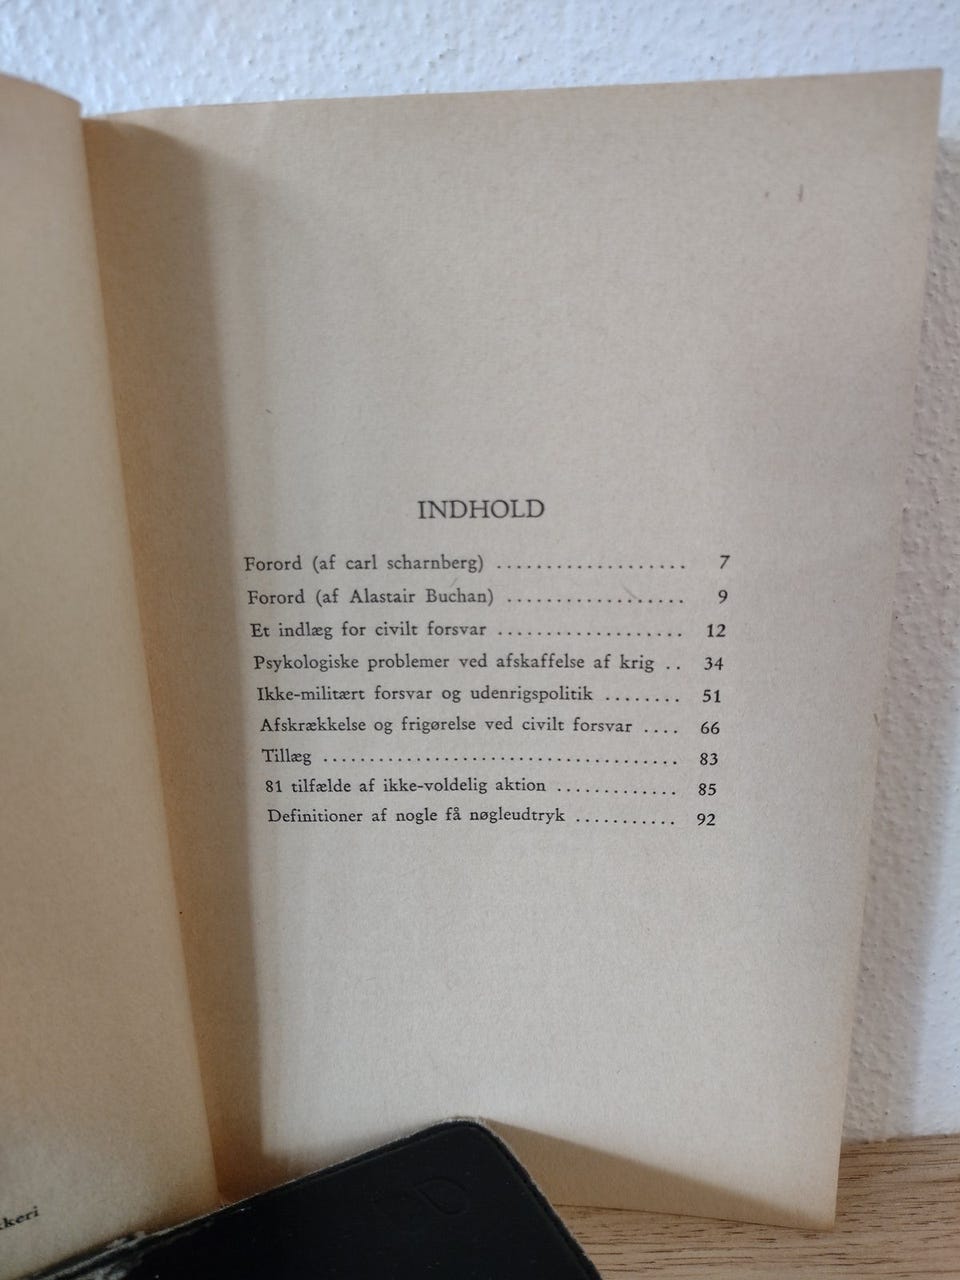 INDHOLD
Forord (af carl scharnberg) ................... 7
Forord (af Alastair Buchan) .................. 9
Et indlæg for civilt forsvar ................... 12
Psykologiske problemer ved afskaffelse af krig .. 34
Ikke-militært forsvar og udenrigspolitik ........ 51
Afskrækkelse og frigørelse ved civilt forsvar .... 66
Tillæg .................................... 83
81 tilfælde af ikke-voldelig aktion ............. 85
Definitioner af nogle få nøgleudtryk ........... 92